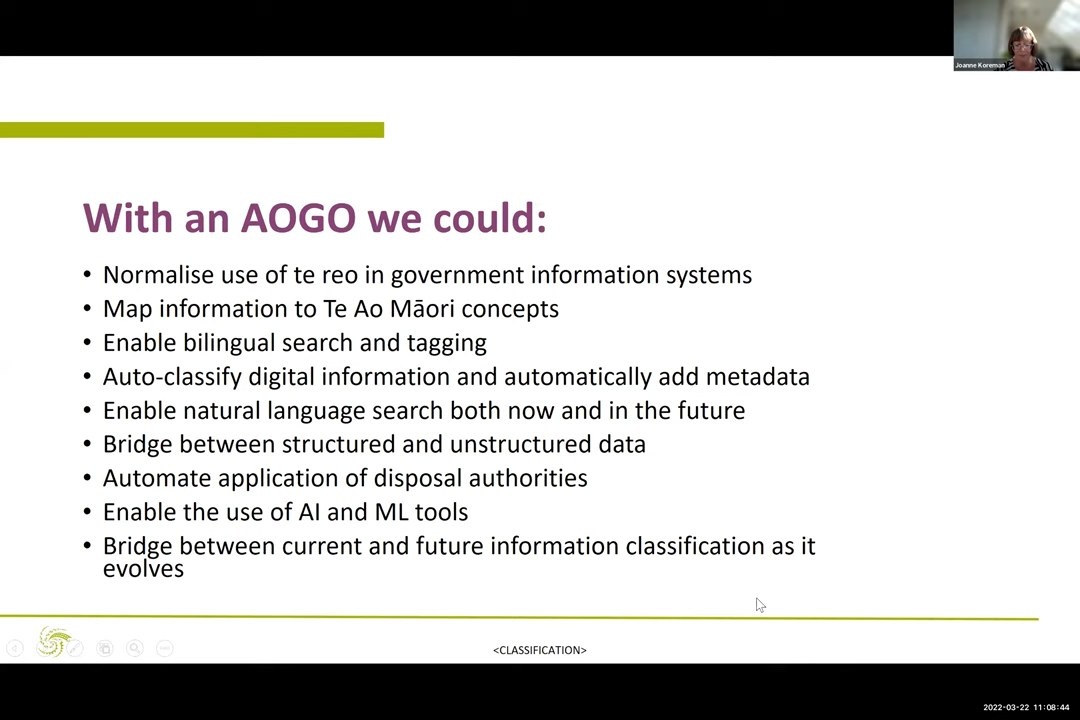 Joanne Koreman
With an AOGO we could:
• Normalise use of te reo in government information systems
• Map information to Te Ao Māori concepts
• Enable bilingual search and tagging
• Auto-classify digital information and automatically add metadata
• Enable natural language search both now and in the future
• Bridge between structured and unstructured data
• Automate application of disposal authorities
• Enable the use of AI and ML tools
• Bridge between current and future information classification as it
evolves
<CLASSIFICATION>
2022-03-22 11:08:44